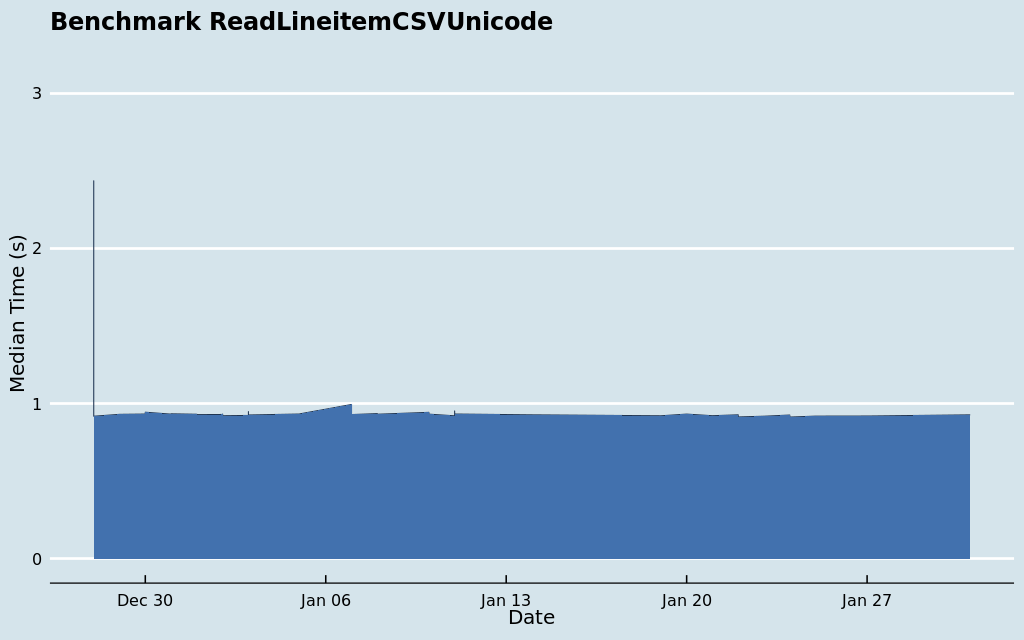 Benchmark ReadLineitemCSVUnicode
Median Time (s)
3
2
1
0
Dec 30 Jan 06 Jan 13 Jan 20 Jan 27
Date